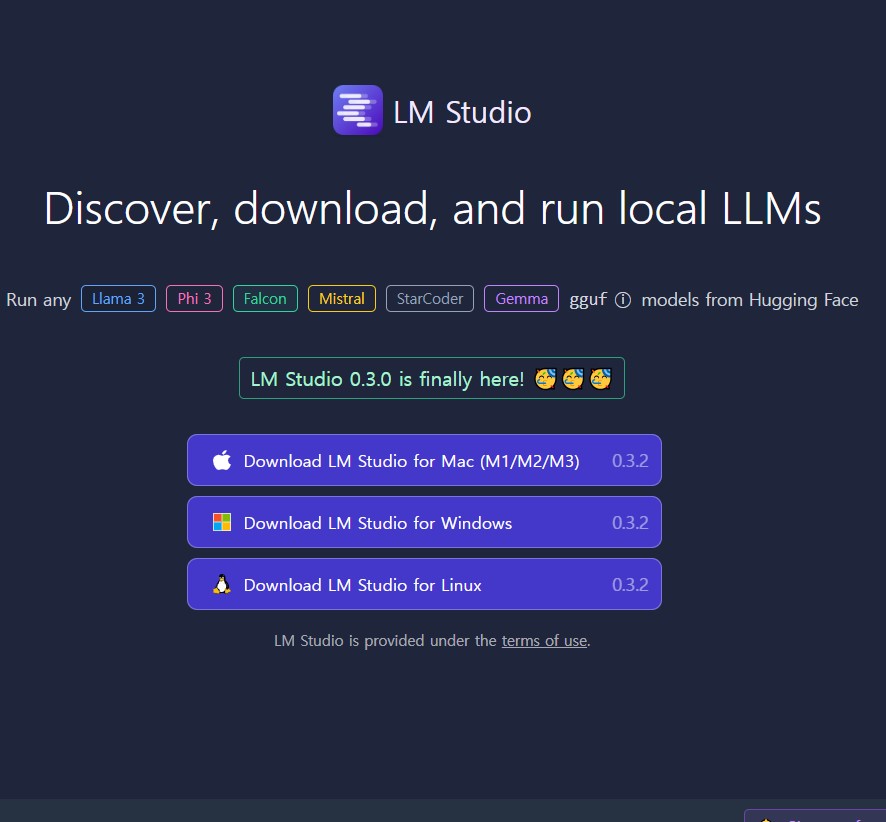 LM Studio
Discover, download, and run local LLMs
Run any Llama 3 Phi 3 Falcon Mistral StarCoder Gemma gguf ⓘ models from Hugging Face
LM Studio 0.3.0 is finally here! 🥳🥳🥳
Download LM Studio for Mac (M1/M2/M3) 0.3.2
Download LM Studio for Windows 0.3.2
Download LM Studio for Linux 0.3.2
LM Studio is provided under the terms of use.